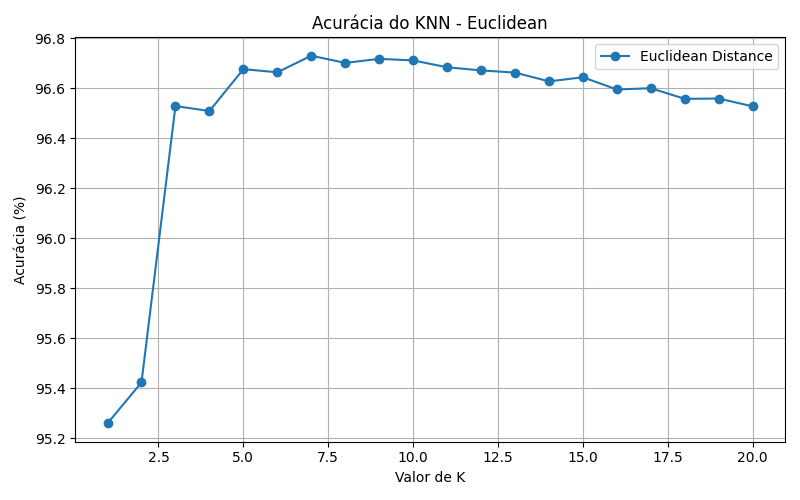 Acurácia do KNN - Euclidean
Euclidean Distance
Acurácia (%)
96.8
96.6
96.4
96.2
96.0
95.8
95.6
95.4
95.2
2.5 5.0 7.5 10.0 12.5 15.0 17.5 20.0
Valor de K